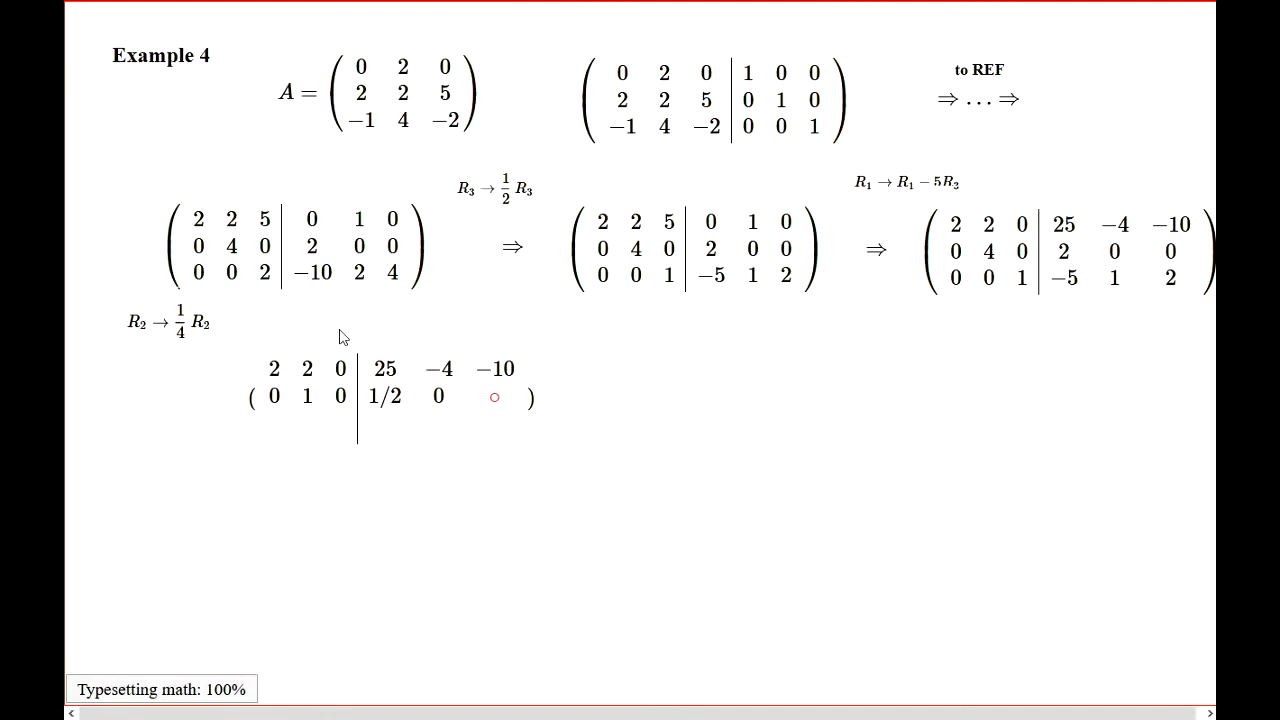 Example 4
A = ( 0 2 0
2 2 5
−1 4 −2 )
( 0 2 0 | 1 0 0
2 2 5 | 0 1 0
−1 4 −2 | 0 0 1 )
to REF
⇒ … ⇒
( 2 2 5 | 0 1 0
0 4 0 | 2 0 0
0 0 2 | −10 2 4 )
R₃ → 1/2 R₃
⇒
( 2 2 5 | 0 1 0
0 4 0 | 2 0 0
0 0 1 | −5 1 2 )
R₁ → R₁ − 5R₃
⇒
( 2 2 0 | 25 −4 −10
0 4 0 | 2 0 0
0 0 1 | −5 1 2 )
R₂ → 1/4 R₂
2 2 0 | 25 −4 −10
( 0 1 0 | 1/2 0 ○ )
Typesetting math: 100%